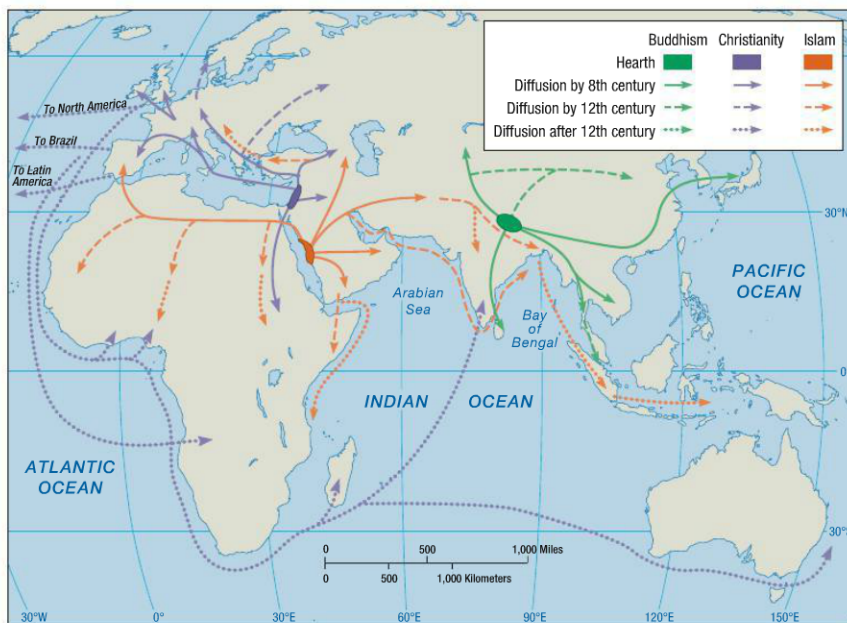 Buddhism Christianity Islam
Hearth
Diffusion by 8th century
Diffusion by 12th century
Diffusion after 12th century
To North America
To Brazil
To Latin
America
30°N
PACIFIC
OCEAN
Arabian
Sea
Bay
of
Bengal
0°
INDIAN OCEAN
ATLANTIC
OCEAN
30°
0 500 1,000 Miles
0 500 1,000 Kilometers
30°W 0° 30°E 60°E 90°E 120°E 150°E